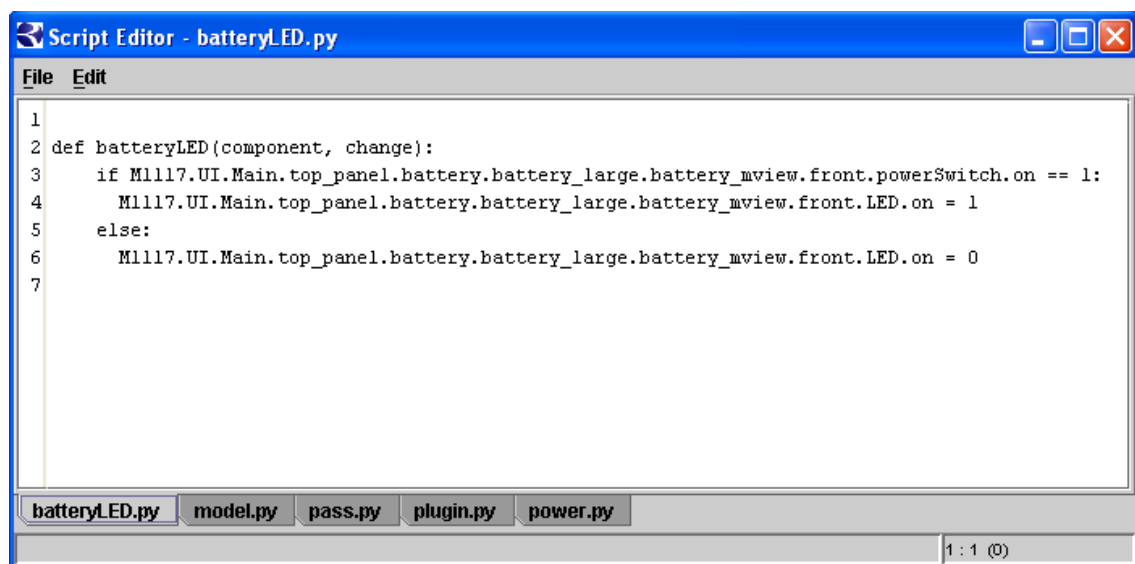 Script Editor - batteryLED.py
File Edit
1
2 def batteryLED(component, change):
3     if M1117.UI.Main.top_panel.battery.battery_large.battery_mview.front.powerSwitch.on == 1:
4       M1117.UI.Main.top_panel.battery.battery_large.battery_mview.front.LED.on = 1
5     else:
6       M1117.UI.Main.top_panel.battery.battery_large.battery_mview.front.LED.on = 0
7
batteryLED.py model.py pass.py plugin.py power.py
1 : 1 (0)